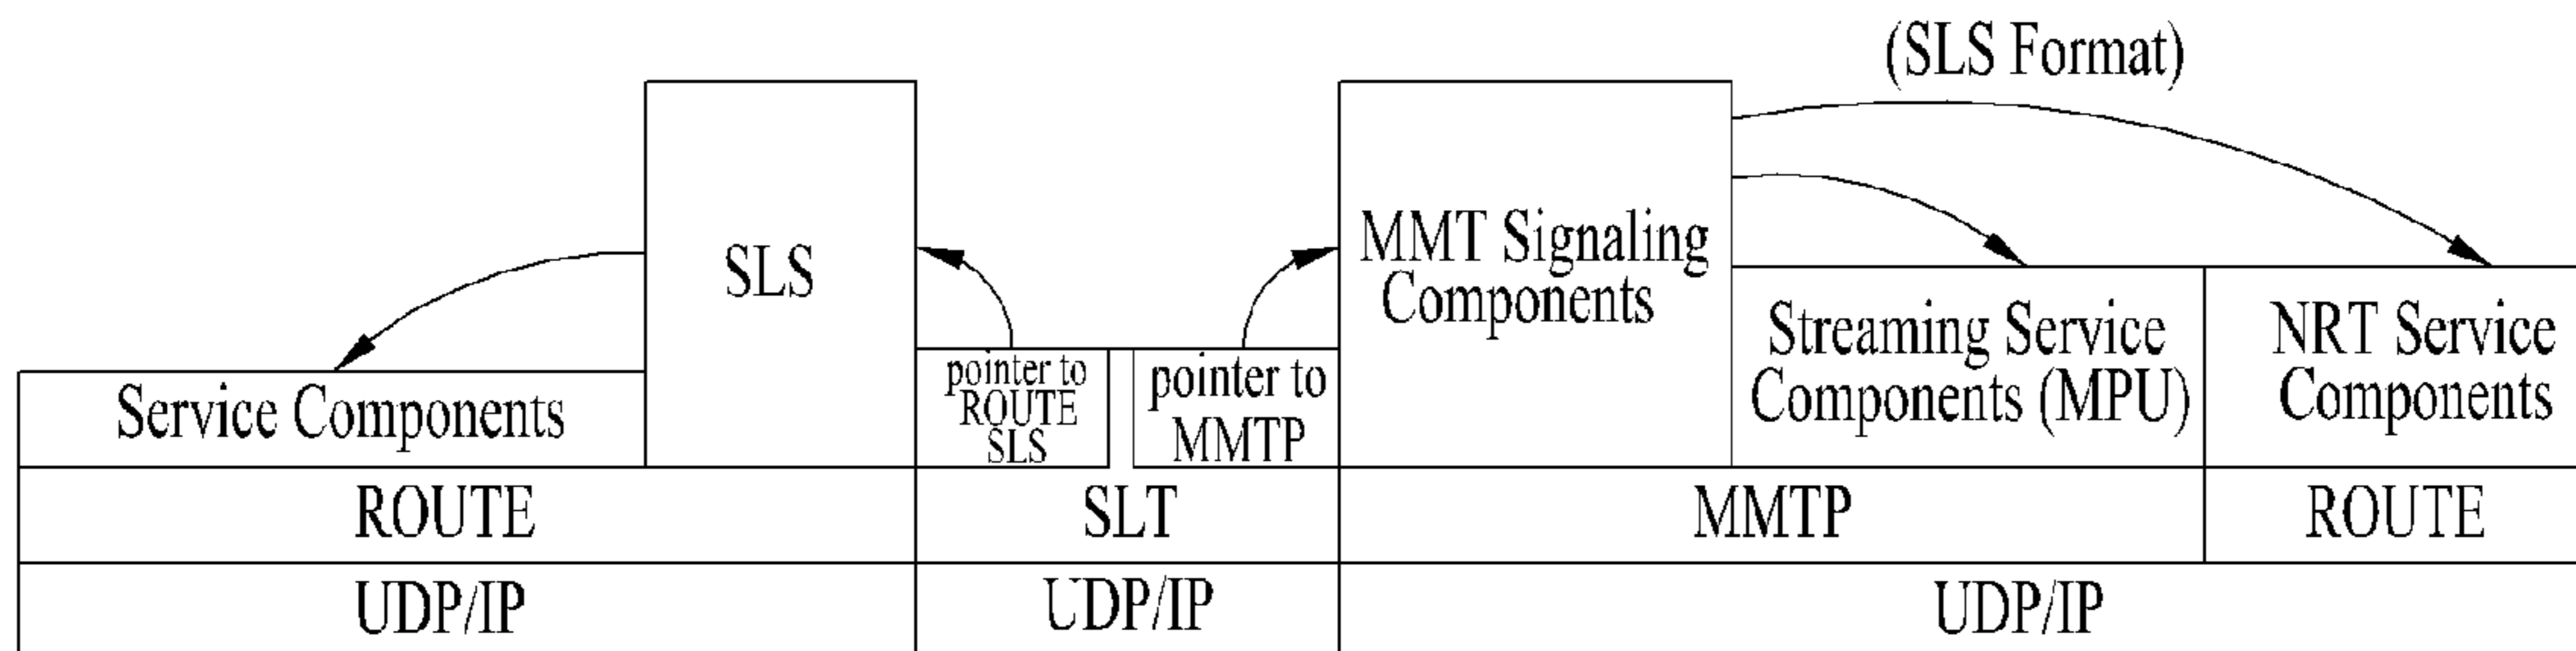 (SLS Format)
SLS
MMT Signaling
Components
Service Components
pointer to
ROUTE
SLS
pointer to
MMTP
Streaming Service
Components (MPU)
NRT Service
Components
ROUTE
SLT
MMTP
ROUTE
UDP/IP
UDP/IP
UDP/IP